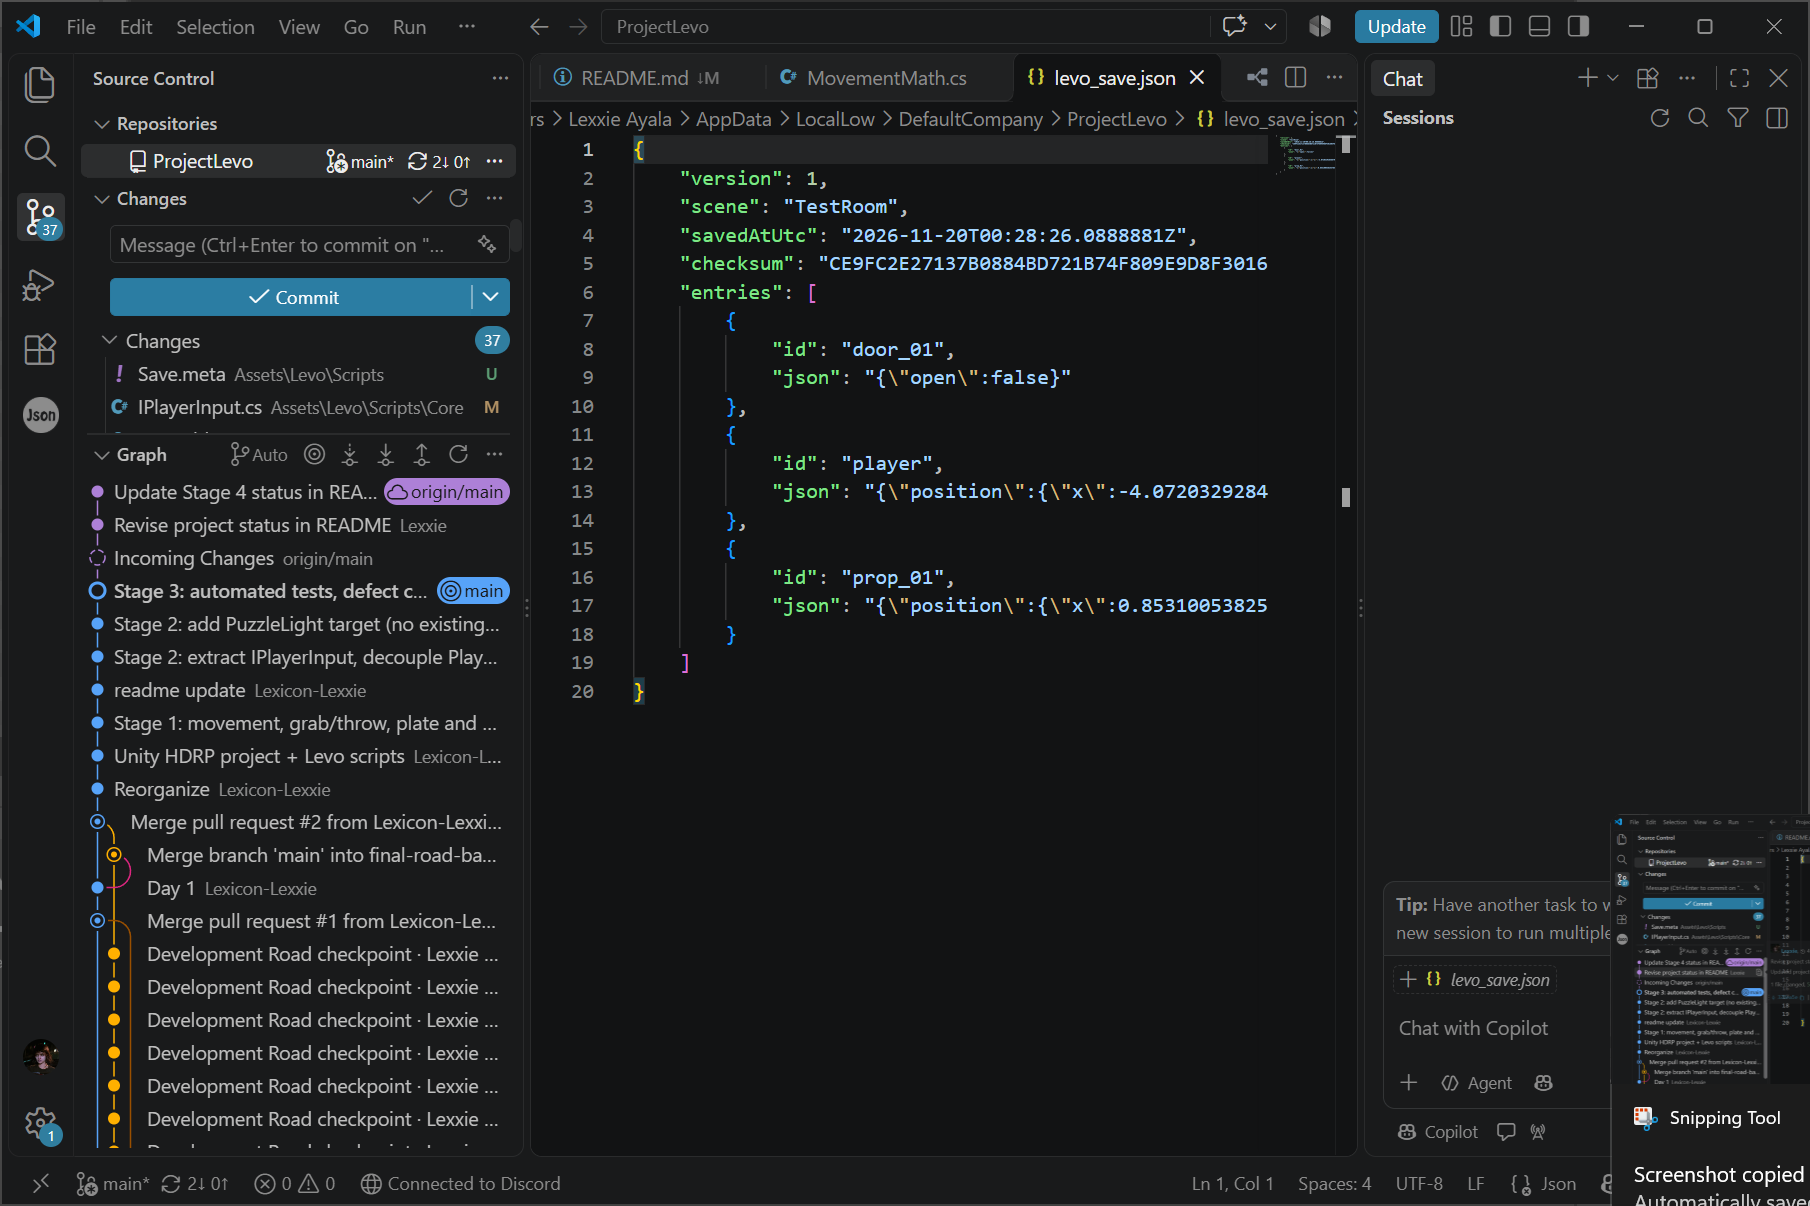 File Edit Selection View Go Run ··· ProjectLevo Update
Source Control
Repositories
ProjectLevo main* 2↓ 0↑
Changes
Message (Ctrl+Enter to commit on "...
Commit
Changes 37
Save.meta Assets\Levo\Scripts U
IPlayerInput.cs Assets\Levo\Scripts\Core M
Graph Auto
Update Stage 4 status in REA... origin/main
Revise project status in README Lexxie
Incoming Changes origin/main
Stage 3: automated tests, defect c... main
Stage 2: add PuzzleLight target (no existing...
Stage 2: extract IPlayerInput, decouple Play...
readme update Lexicon-Lexxie
Stage 1: movement, grab/throw, plate and ...
Unity HDRP project + Levo scripts Lexicon-L...
Reorganize Lexicon-Lexxie
Merge pull request #2 from Lexicon-Lexxi...
Merge branch 'main' into final-road-ba...
Day 1 Lexicon-Lexxie
Merge pull request #1 from Lexicon-Le...
Development Road checkpoint · Lexxie ...
Development Road checkpoint · Lexxie ...
Development Road checkpoint · Lexxie ...
Development Road checkpoint · Lexxie ...
Development Road checkpoint · Lexxie ...
Development Road checkpoint · Lexxie ...
37
Json
1
README.md ↓M MovementMath.cs {} levo_save.json
rs > Lexxie Ayala > AppData > LocalLow > DefaultCompany > ProjectLevo > {} levo_save.json
1 {
2 "version": 1,
3 "scene": "TestRoom",
4 "savedAtUtc": "2026-11-20T00:28:26.0888881Z",
5 "checksum": "CE9FC2E27137B0884BD721B74F809E9D8F3016
6 "entries": [
7 {
8 "id": "door_01",
9 "json": "{\"open\":false}"
10 },
11 {
12 "id": "player",
13 "json": "{\"position\":{\"x\":-4.0720329284
14 },
15 {
16 "id": "prop_01",
17 "json": "{\"position\":{\"x\":0.85310053825
18 }
19 ]
20 }
Chat
Sessions
Tip: Have another task to w
new session to run multiple
{} levo_save.json
Chat with Copilot
Agent
Copilot
Snipping Tool
Screenshot copied
Automatically save
main* 2↓ 0↑ 0 0 Connected to Discord Ln 1, Col 1 Spaces: 4 UTF-8 LF Json